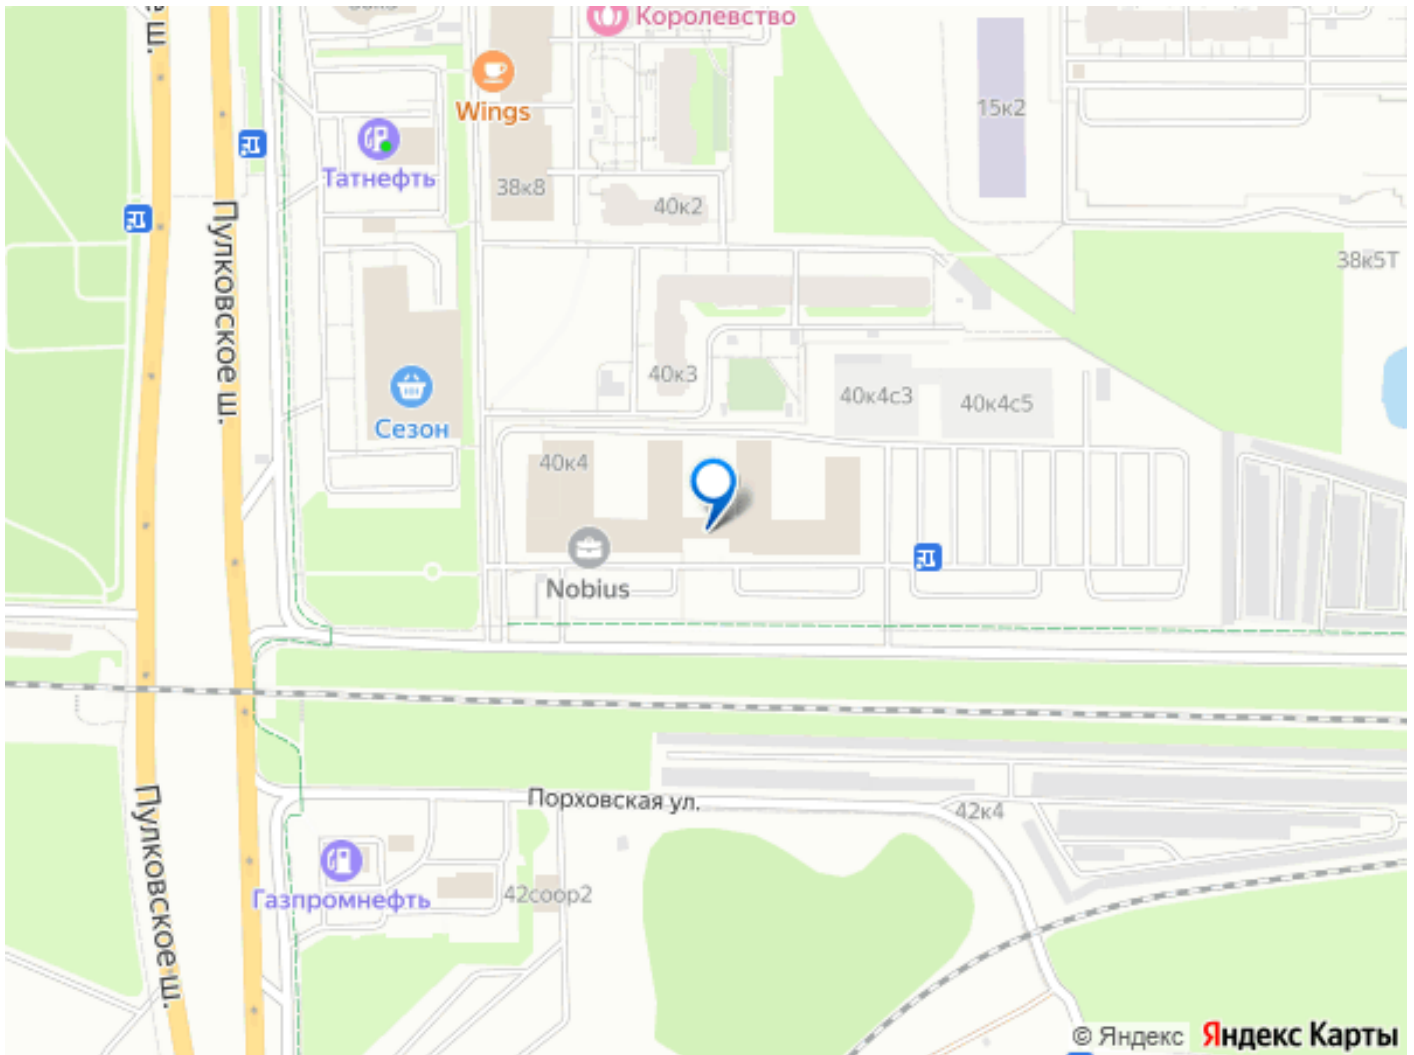 Королевство
ш.
Wings
15к2
Татнефть
38к8
40к2
Пулковское ш.
38к5Т
40к3
40к4с3
40к4с5
Сезон
40к4
Nobius
Порховская ул.
42к4
Пулковское ш.
Газпромнефть
42соор2
© Яндекс Яндекс Карты